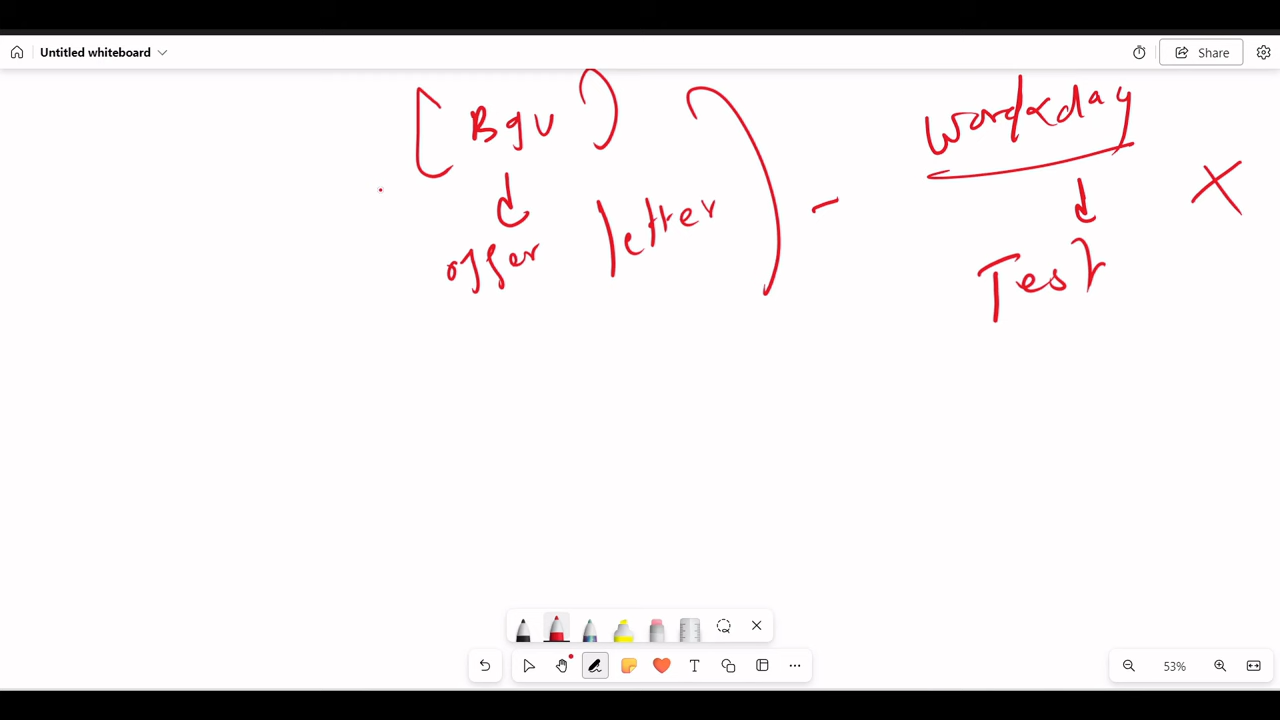 Untitled whiteboard
Share
[Bgv)
workday
offer letter
Test
53%